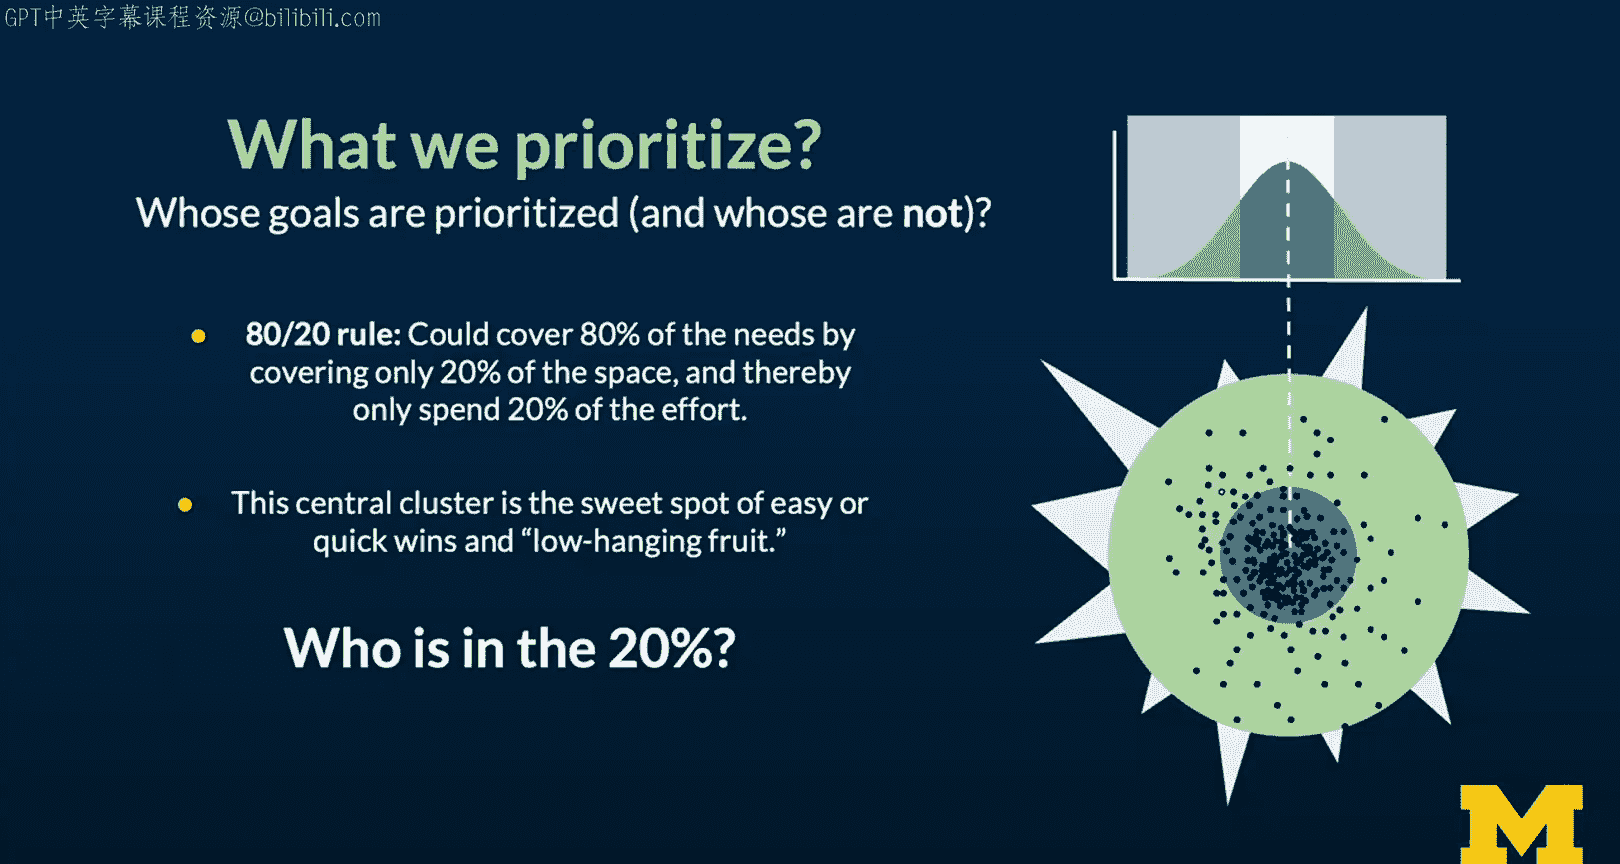 GPT中英字幕课程资源@bilibili.com
What we prioritize?
Whose goals are prioritized (and whose are not)?
80/20 rule: Could cover 80% of the needs by
covering only 20% of the space, and thereby
only spend 20% of the effort.
This central cluster is the sweet spot of easy or
quick wins and “low-hanging fruit.”
Who is in the 20%?
M